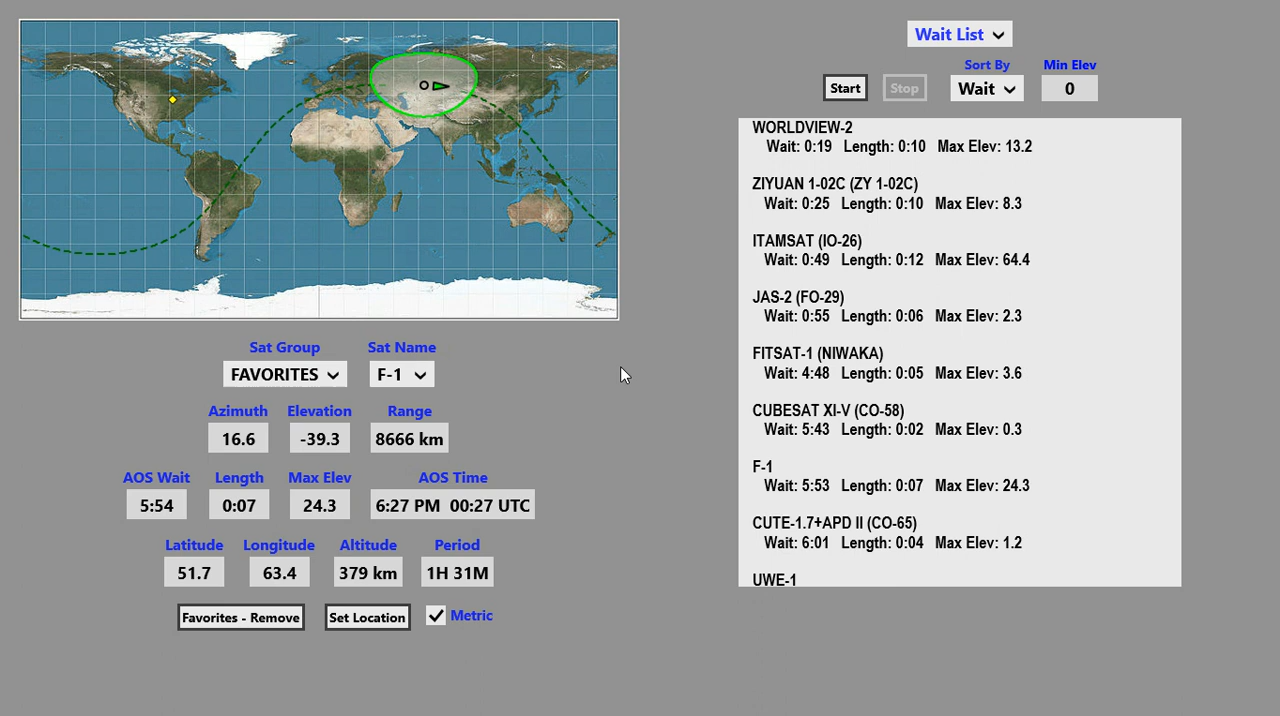 Sat Group Sat Name
FAVORITES F-1
Azimuth Elevation Range
16.6 -39.3 8666 km
AOS Wait Length Max Elev AOS Time
5:54 0:07 24.3 6:27 PM 00:27 UTC
Latitude Longitude Altitude Period
51.7 63.4 379 km 1H 31M
Favorites - Remove Set Location Metric
Wait List
Sort By Min Elev
Start Stop Wait 0
WORLDVIEW-2
Wait: 0:19 Length: 0:10 Max Elev: 13.2
ZIYUAN 1-02C (ZY 1-02C)
Wait: 0:25 Length: 0:10 Max Elev: 8.3
ITAMSAT (IO-26)
Wait: 0:49 Length: 0:12 Max Elev: 64.4
JAS-2 (FO-29)
Wait: 0:55 Length: 0:06 Max Elev: 2.3
FITSAT-1 (NIWAKA)
Wait: 4:48 Length: 0:05 Max Elev: 3.6
CUBESAT XI-V (CO-58)
Wait: 5:43 Length: 0:02 Max Elev: 0.3
F-1
Wait: 5:53 Length: 0:07 Max Elev: 24.3
CUTE-1.7+APD II (CO-65)
Wait: 6:01 Length: 0:04 Max Elev: 1.2
UWE-1